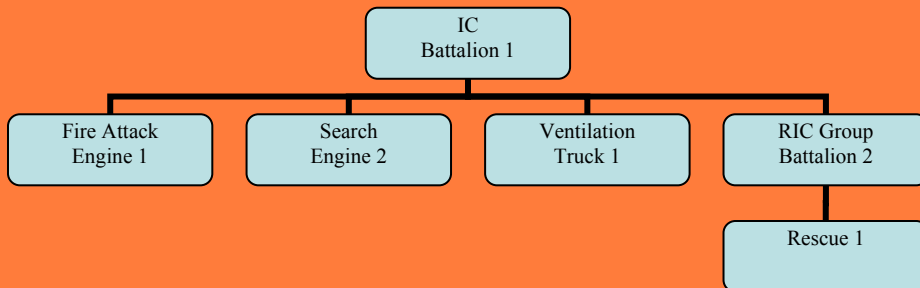 IC
Battalion 1
Fire Attack
Engine 1
Search
Engine 2
Ventilation
Truck 1
RIC Group
Battalion 2
Rescue 1